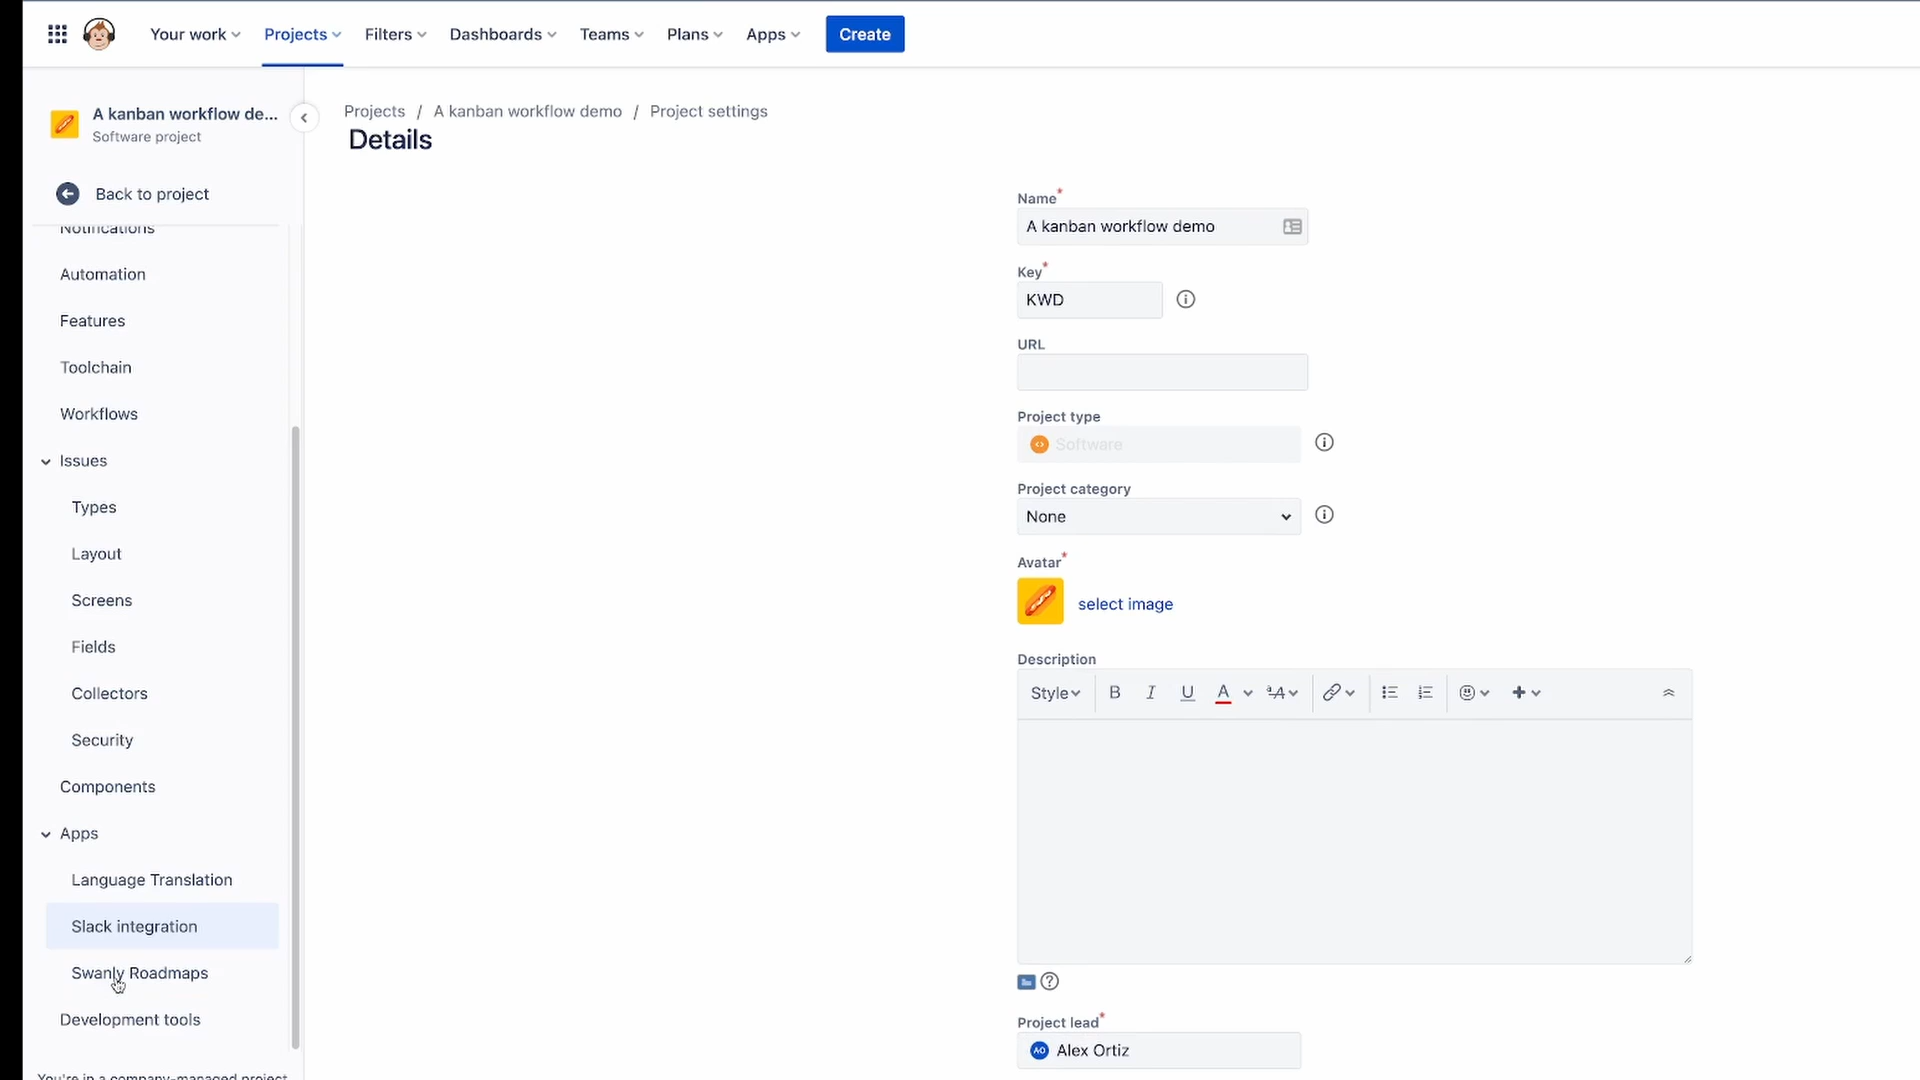 Your work
Projects
Filters
Dashboards
Teams
Plans
Apps
Create
A kanban workflow de...
Software project
Back to project
Notifications
Automation
Features
Toolchain
Workflows
Issues
Types
Layout
Screens
Fields
Collectors
Security
Components
Apps
Language Translation
Slack integration
Swanly Roadmaps
Development tools
You're in a company-managed project
Projects / A kanban workflow demo / Project settings
Details
Name*
A kanban workflow demo
Key*
KWD
URL
Project type
Software
Project category
None
Avatar*
select image
Description
Style B I U A ªA
Project lead*
AO Alex Ortiz